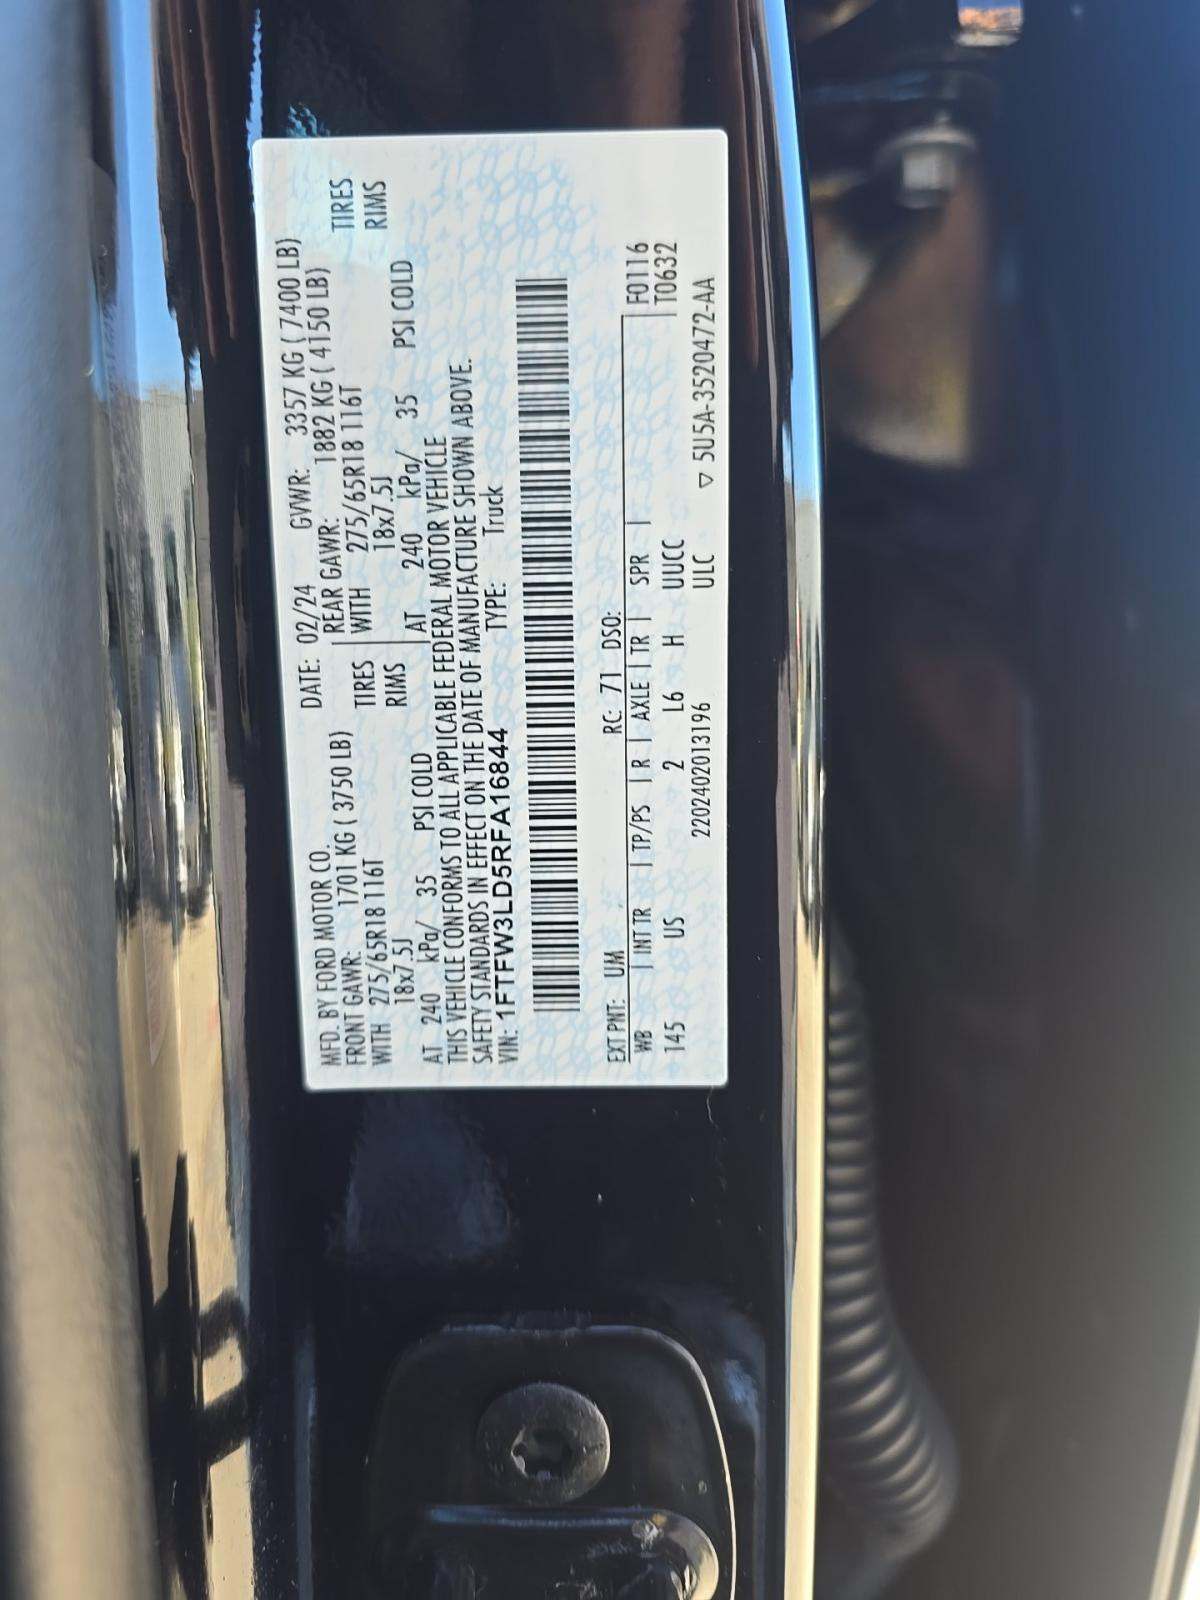 MFD. BY FORD MOTOR CO. DATE: 02/24 GVWR: 3357 KG ( 7400 LB)
FRONT GAWR: 1701 KG ( 3750 LB) REAR GAWR: 1882 KG ( 4150 LB)
WITH 275/65R18 116T TIRES WITH 275/65R18 116T TIRES
18x7.5J RIMS 18x7.5J RIMS
AT 240 kPa/ 35 PSI COLD AT 240 kPa/ 35 PSI COLD
THIS VEHICLE CONFORMS TO ALL APPLICABLE FEDERAL MOTOR VEHICLE
SAFETY STANDARDS IN EFFECT ON THE DATE OF MANUFACTURE SHOWN ABOVE.
VIN: 1FTFW3LD5RFA16844 TYPE: Truck
EXT PNT: UM RC: 71 DSO: F0116
WB | INT TR | TP/PS | R | AXLE | TR | SPR | T0632
145 US 2 L6 H UUCC
2202402013196 ULC ▽ 5U5A-3520472-AA